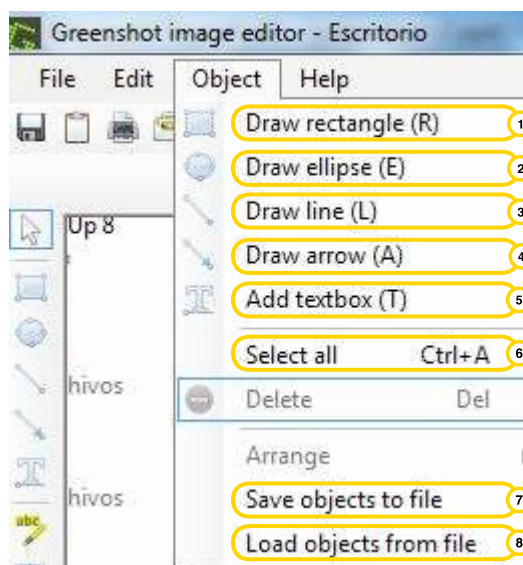 Greenshot image editor - Escritorio
File Edit Object Help
Draw rectangle (R) 1
Draw ellipse (E) 2
Draw line (L) 3
Up 8
Draw arrow (A) 4
Add textbox (T) 5
Select all Ctrl+A 6
hivos
Delete Del
Arrange
hivos
Save objects to file 7
abc
Load objects from file 8